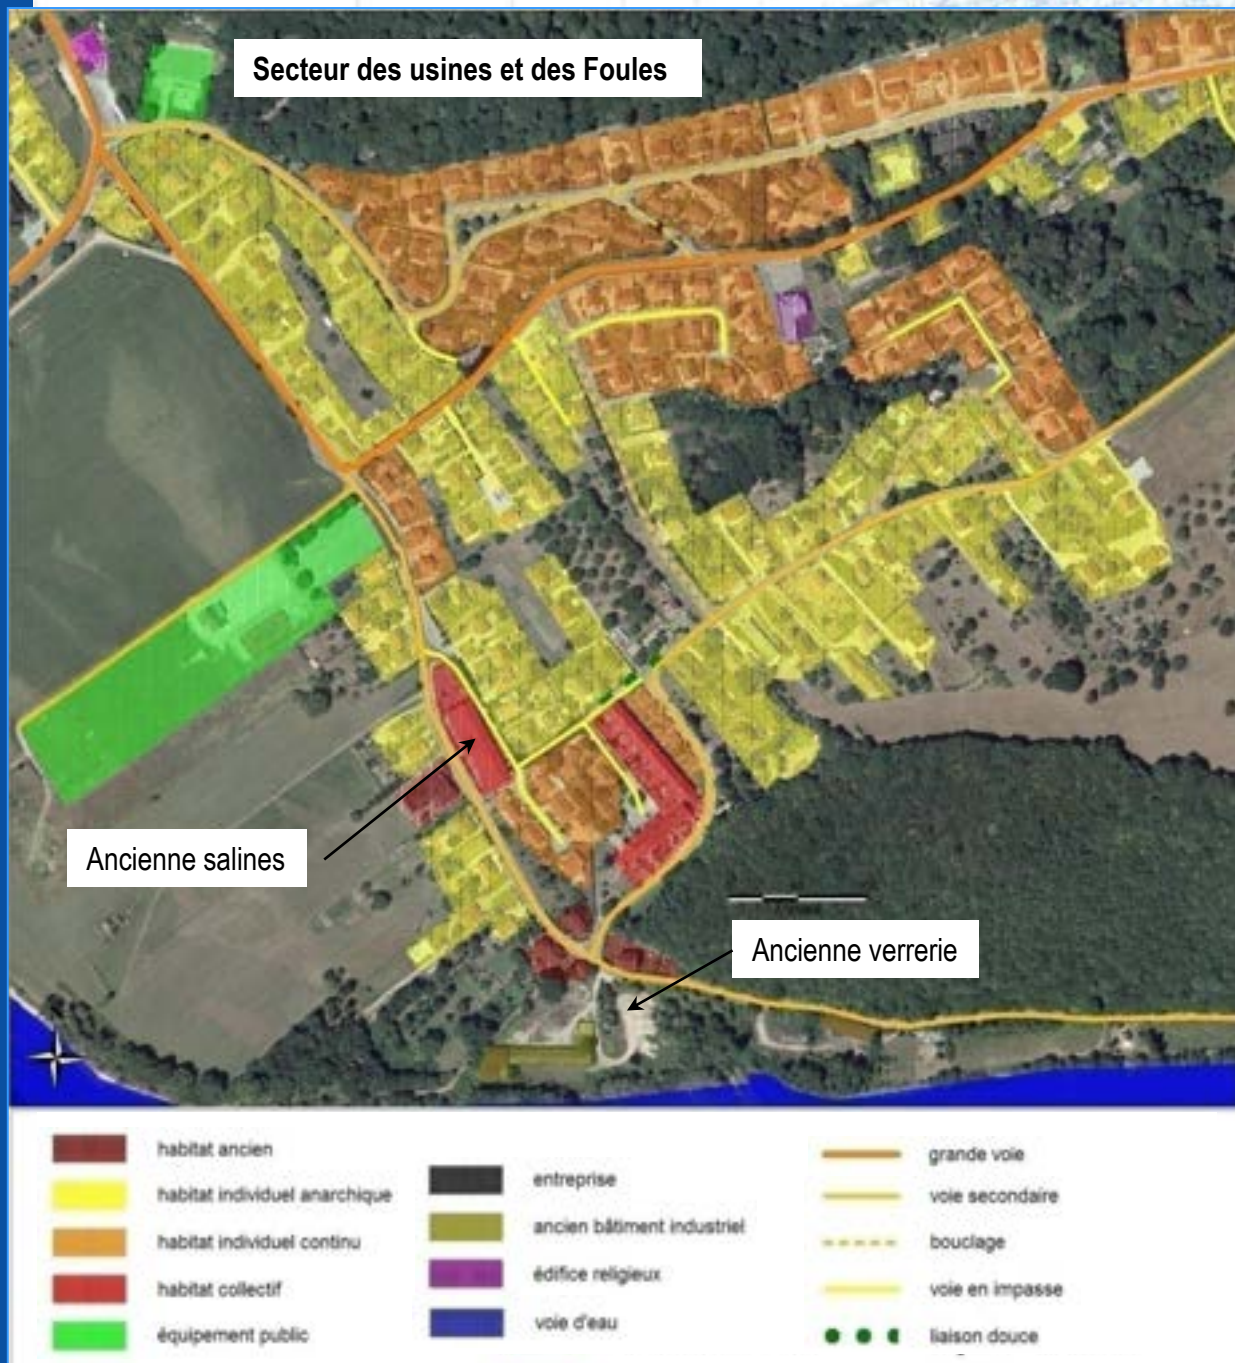 Secteur des usines et des Foules
Ancienne salines
Ancienne verrerie
habitat ancien
habitat individuel anarchique
habitat individuel continu
habitat collectif
équipement public
entreprise
ancien bâtiment industriel
édifice religieux
voie d'eau
grande voie
voie secondaire
bouclage
voie en impasse
liaison douce